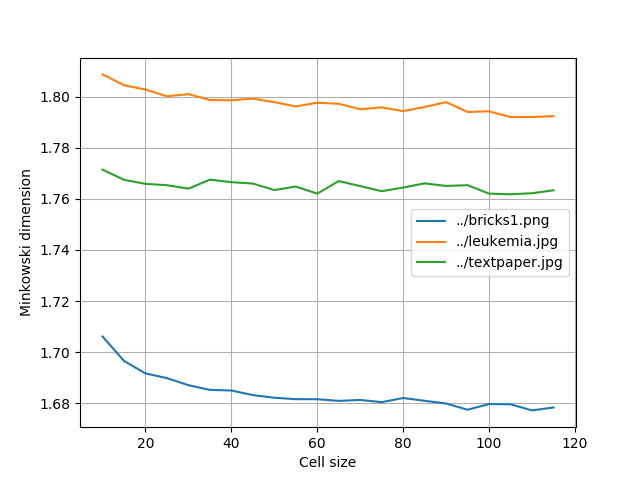 1.80
1.78
1.76
1.74
1.72
1.70
1.68
Minkowski dimension
../bricks1.png
../leukemia.jpg
../textpaper.jpg
20 40 60 80 100 120
Cell size